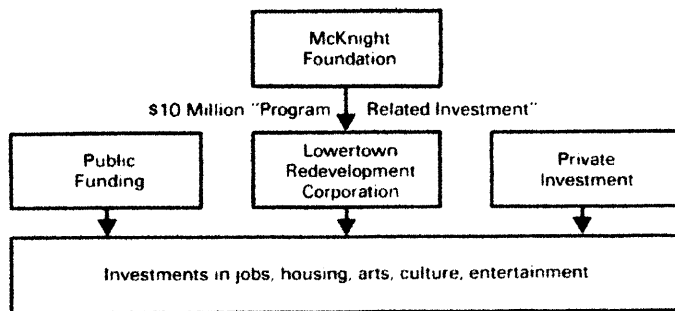 McKnight
Foundation
$10 Million "Program Related Investment"
Public
Funding
Lowertown
Redevelopment
Corporation
Private
Investment
Investments in jobs, housing, arts, culture, entertainment